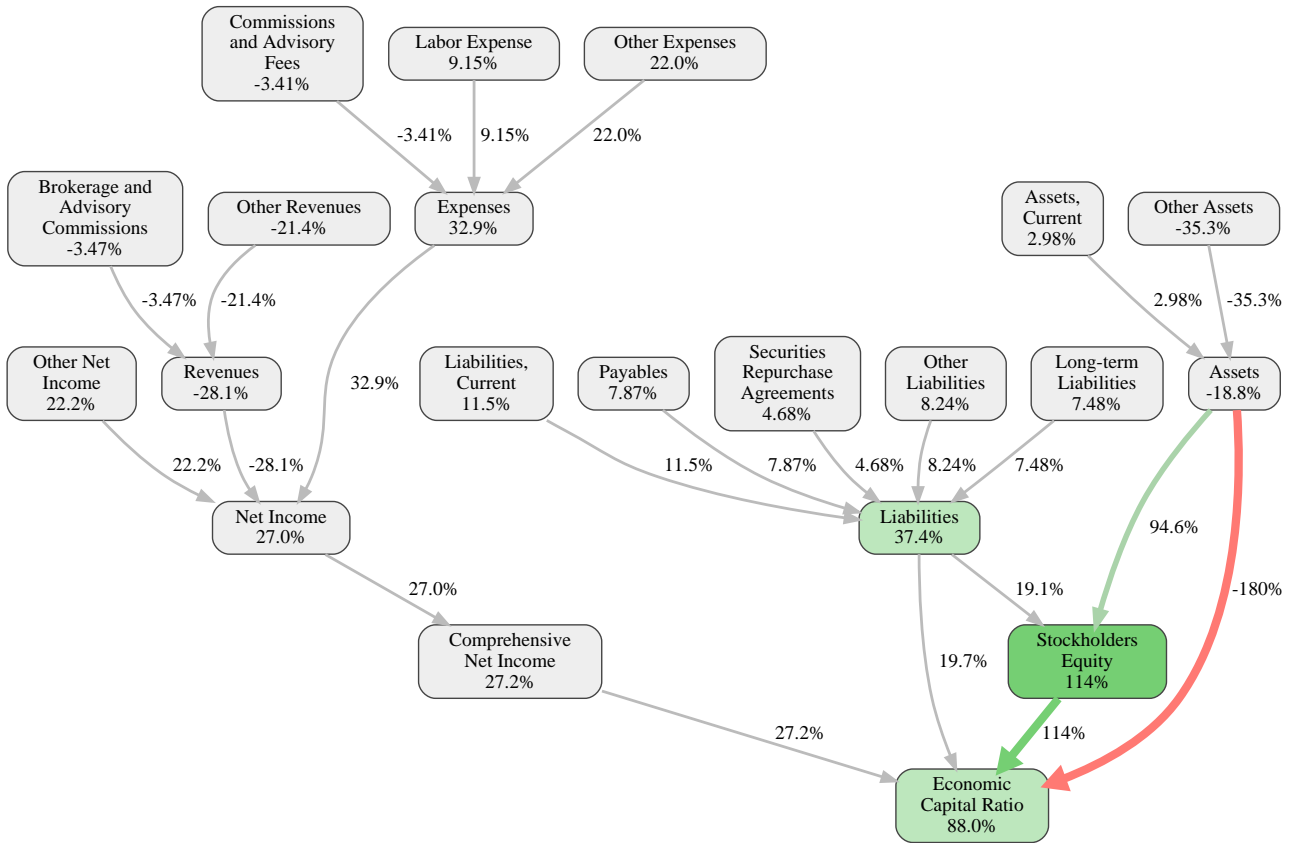 Commissions
and Advisory
Fees
-3.41%
Labor Expense
9.15%
Other Expenses
22.0%
-3.41%
9.15%
22.0%
Brokerage and
Advisory
Commissions
-3.47%
Other Revenues
-21.4%
Expenses
32.9%
Assets,
Current
2.98%
Other Assets
-35.3%
-3.47%
-21.4%
2.98%
-35.3%
Other Net
Income
22.2%
Revenues
-28.1%
32.9%
Liabilities,
Current
11.5%
Payables
7.87%
Securities
Repurchase
Agreements
4.68%
Other
Liabilities
8.24%
Long-term
Liabilities
7.48%
Assets
-18.8%
22.2%
-28.1%
11.5%
7.87%
4.68%
8.24%
7.48%
Net Income
27.0%
Liabilities
37.4%
94.6%
27.0%
19.1%
-180%
Comprehensive
Net Income
27.2%
19.7%
Stockholders
Equity
114%
27.2%
114%
Economic
Capital Ratio
88.0%